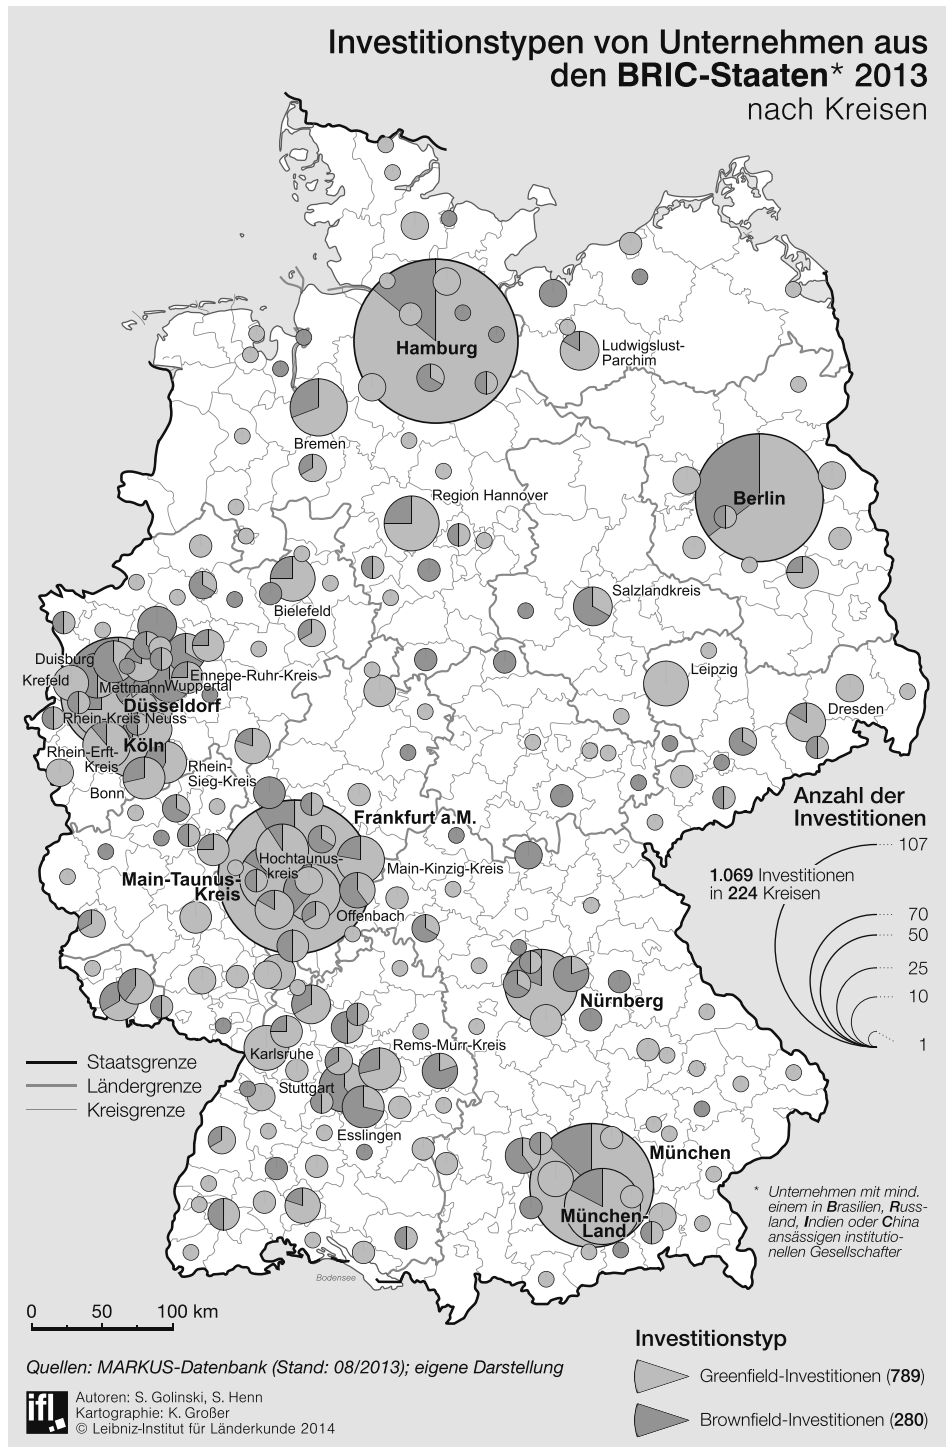 Investitionstypen von Unternehmen aus
den BRIC-Staaten* 2013
nach Kreisen
Hamburg
Ludwigslust-
Parchim
Bremen
Region Hannover
Berlin
Bielefeld
Salzlandkreis
Duisburg
Krefeld
Ennepe-Ruhr-Kreis
Mettmann
Wuppertal
Düsseldorf
Rhein-Kreis Neuss
Köln
Rhein-Erft-
Kreis
Rhein-
Sieg-Kreis
Bonn
Leipzig
Dresden
Frankfurt a.M.
Hochtaunus-
kreis
Main-Kinzig-Kreis
Main-Taunus-
Kreis
Offenbach
Anzahl der
Investitionen
107
1.069 Investitionen
in 224 Kreisen
70
50
25
10
1
Nürnberg
Staatsgrenze
Ländergrenze
Kreisgrenze
Karlsruhe
Rems-Murr-Kreis
Stuttgart
Esslingen
München
München-
Land
Bodensee
* Unternehmen mit mind.
einem in Brasilien, Russ-
land, Indien oder China
ansässigen institutio-
nellen Gesellschafter
0 50 100 km
Quellen: MARKUS-Datenbank (Stand: 08/2013); eigene Darstellung
ifl
Autoren: S. Golinski, S. Henn
Kartographie: K. Großer
© Leibniz-Institut für Länderkunde 2014
Investitionstyp
Greenfield-Investitionen (789)
Brownfield-Investitionen (280)